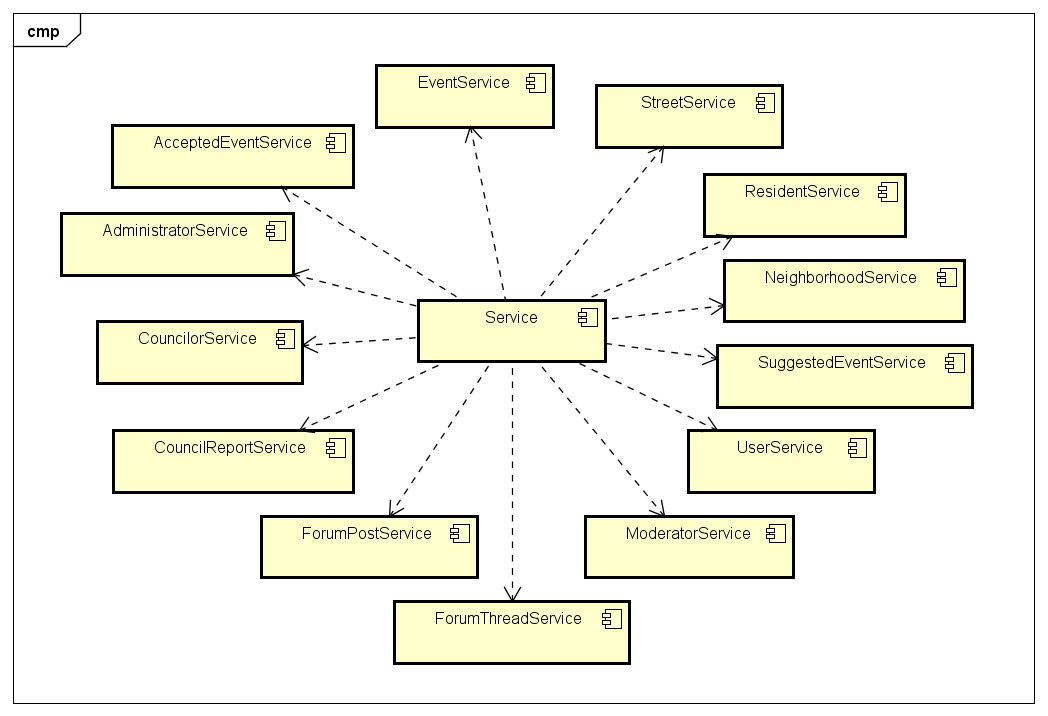 cmp
EventService
StreetService
AcceptedEventService
ResidentService
AdministratorService
NeighborhoodService
Service
CouncilorService
SuggestedEventService
CouncilReportService
UserService
ForumPostService
ModeratorService
ForumThreadService